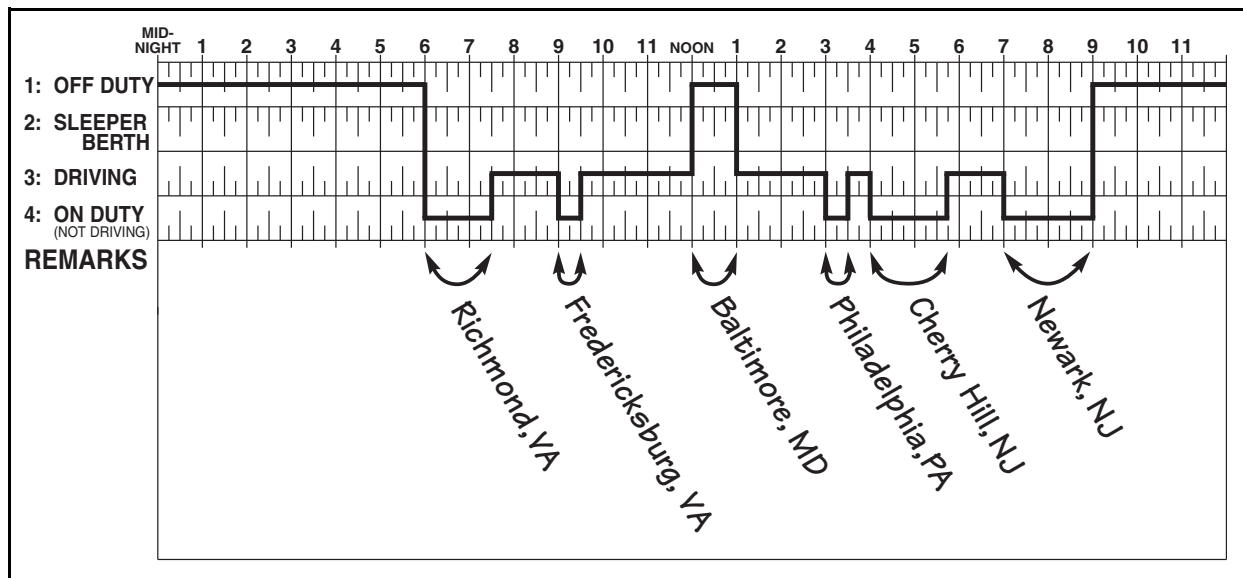 MID-
NIGHT 1 2 3 4 5 6 7 8 9 10 11 NOON 1 2 3 4 5 6 7 8 9 10 11
1: OFF DUTY
2: SLEEPER
BERTH
3: DRIVING
4: ON DUTY
(NOT DRIVING)
REMARKS
Richmond, VA
Fredericksburg, VA
Baltimore, MD
Philadelphia, PA
Cherry Hill, NJ
Newark, NJ